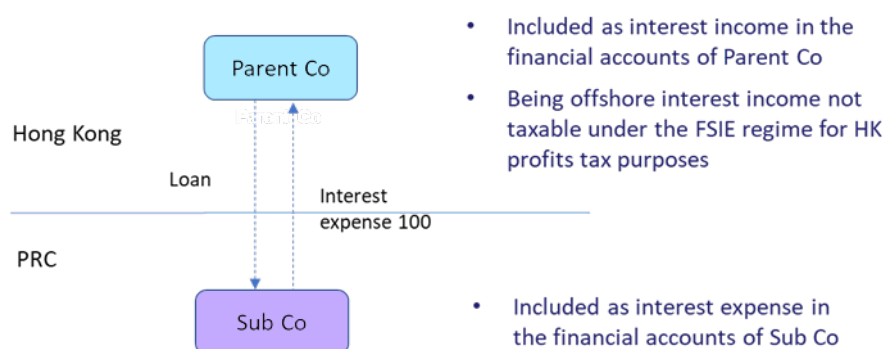 Parent Co
Hong Kong
Loan
Interest
expense 100
PRC
Sub Co
• Included as interest income in the
financial accounts of Parent Co
• Being offshore interest income not
taxable under the FSIE regime for HK
profits tax purposes
• Included as interest expense in
the financial accounts of Sub Co